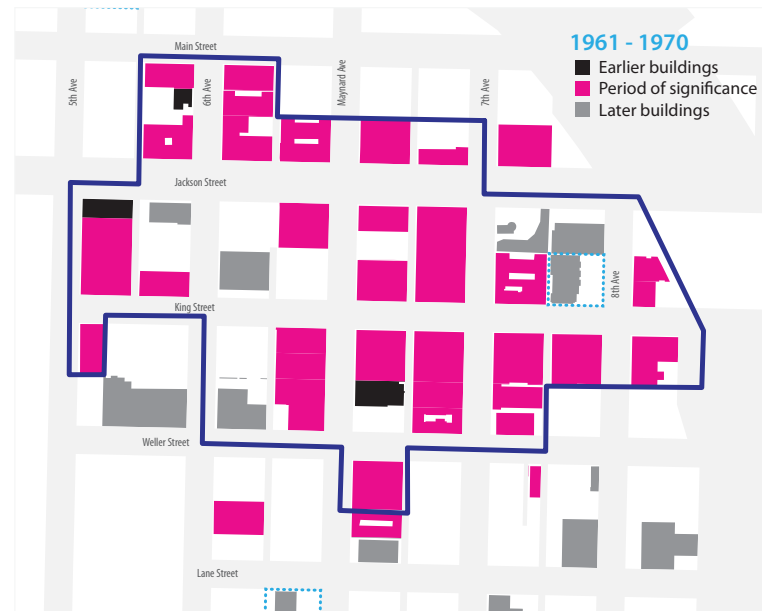 1961 - 1970
Earlier buildings
Period of significance
Later buildings
Main Street
5th Ave
6th Ave
Maynard Ave
7th Ave
Jackson Street
8th Ave
King Street
Weller Street
Lane Street